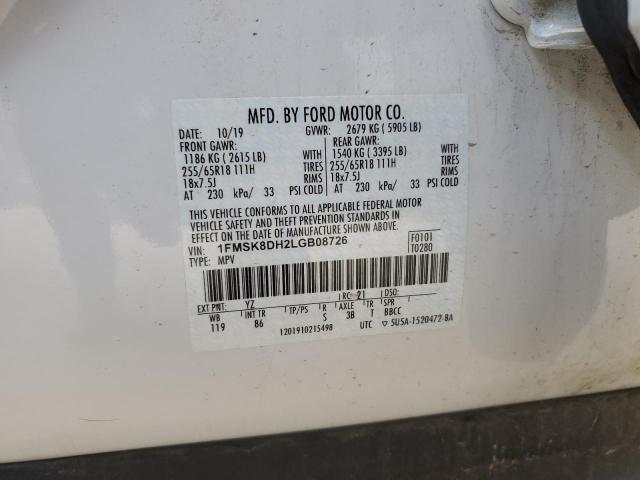 MFD. BY FORD MOTOR CO.
DATE: 10/19 GVWR: 2679 KG ( 5905 LB)
FRONT GAWR: REAR GAWR:
1186 KG ( 2615 LB) WITH 1540 KG ( 3395 LB) WITH
255/65R18 111H TIRES 255/65R18 111H TIRES
18x7.5J RIMS 18x7.5J RIMS
AT 230 kPa/ 33 PSI COLD AT 230 kPa/ 33 PSI COLD
THIS VEHICLE CONFORMS TO ALL APPLICABLE FEDERAL MOTOR
VEHICLE SAFETY AND THEFT PREVENTION STANDARDS IN
EFFECT ON THE DATE OF MANUFACTURE SHOWN ABOVE.
VIN: 1FMSK8DH2LGB08726 F0101
TYPE: MPV T0280
EXT PNT: YZ RC: 21 DSO:
WB INT TR TP/PS R AXLE TR SPR
119 86 S 3B T BBCC
1201910215498 UTC ▽ 5U5A-1520472-BA